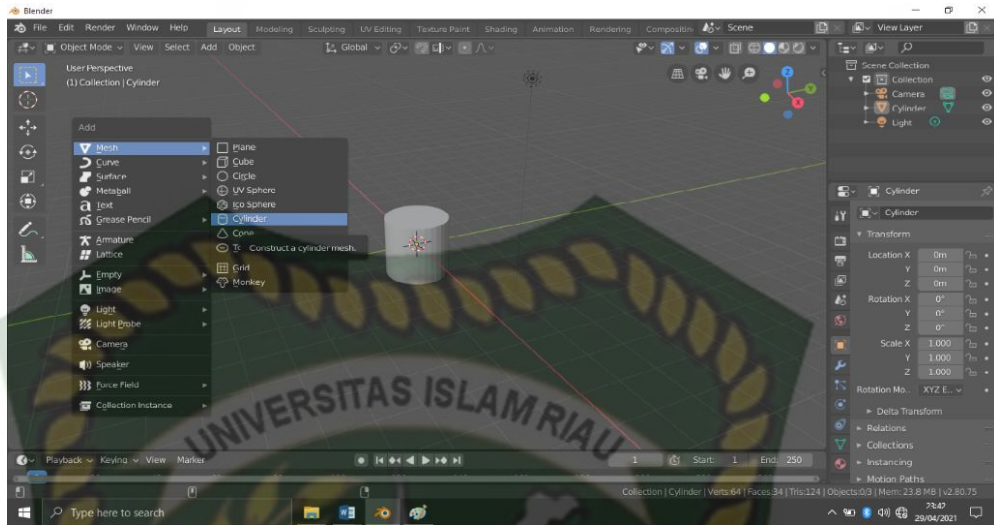 Blender
File Edit Render Window Help Layout Modeling Sculpting UV Editing Texture Paint Shading Animation Rendering Compositin Scene View Layer
Object Mode View Select Add Object Global
User Perspective
(1) Collection | Cylinder
Scene Collection
Collection
Camera
Cylinder
Light
Add
Mesh
Curve
Surface
Metaball
Text
Grease Pencil
Armature
Lattice
Empty
Image
Light
Light Probe
Camera
Speaker
Force Field
Collection Instance
Plane
Cube
Circle
UV Sphere
Ico Sphere
Cylinder
Cone
To Construct a cylinder mesh.
Grid
Monkey
Cylinder
Cylinder
Transform
Location X 0m
Y 0m
Z 0m
Rotation X 0°
Y 0°
Z 0°
Scale X 1.000
Y 1.000
Z 1.000
Rotation Mo.. XYZ E..
Delta Transform
Relations
Collections
Instancing
Motion Paths
UNIVERSITAS ISLAM RIAU
Playback Keying View Marker 1 Start: 1 End: 250
Collection | Cylinder | Verts:64 | Faces:34 | Tris:124 | Objects:0/3 | Mem: 23.8 MB | v2.80.75
Type here to search
23:42
29/04/2021